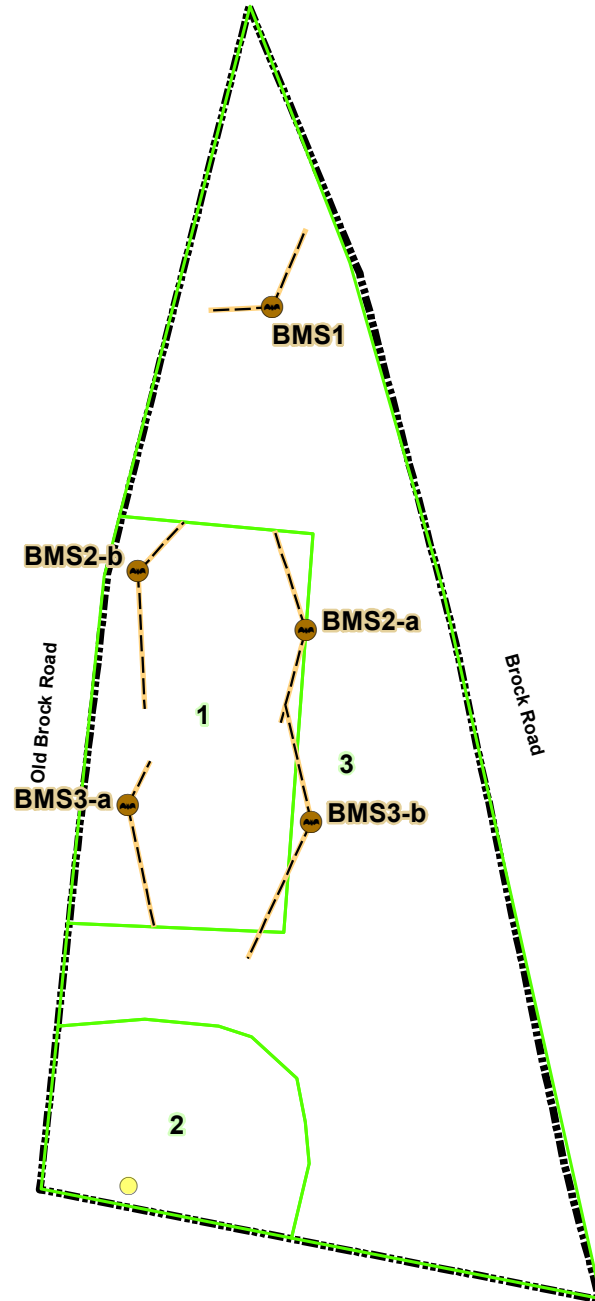 BMS1
BMS2-b
BMS2-a
Old Brock Road
Brock Road
1
3
BMS3-a
BMS3-b
2